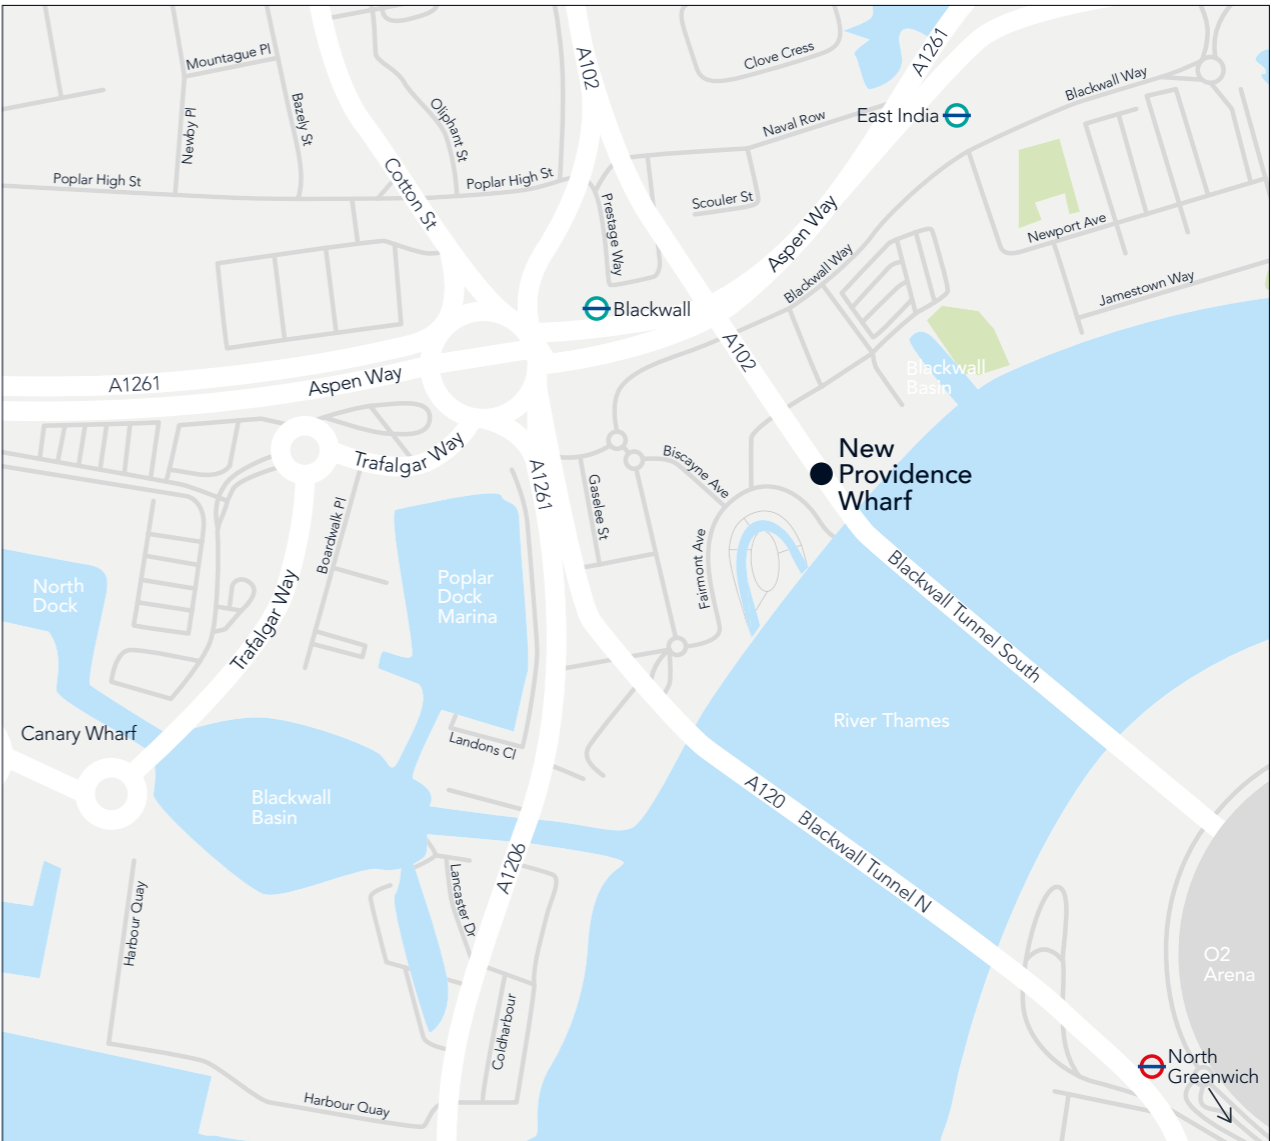 Mountague Pl
Newby Pl
Bazely St
Oliphant St
A102
Clove Cress
A1261
Blackwall Way
East India
Naval Row
Poplar High St
Poplar High St
Cotton St
Prestage Way
Scouler St
Aspen Way
Newport Ave
Blackwall Way
Jamestown Way
Blackwall
A102
A1261
Aspen Way
Blackwall
Basin
Trafalgar Way
A1261
Biscayne Ave
Gaselee St
New
Providence
Wharf
Boardwalk Pl
Fairmont Ave
Blackwall Tunnel South
North
Dock
Poplar
Dock
Marina
Trafalgar Way
River Thames
Canary Wharf
Landons Cl
Blackwall
Basin
A120
Blackwall Tunnel N
A1206
Lancaster Dr
Harbour Quay
O2
Arena
Coldharbour
North
Greenwich
Harbour Quay